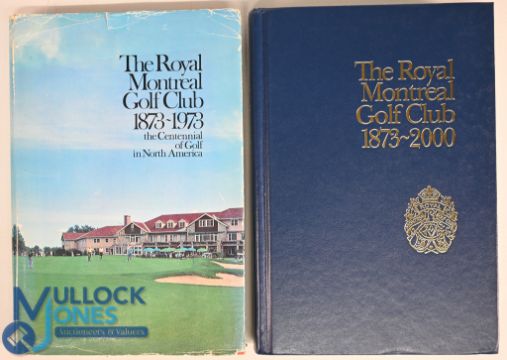 The Royal
Montreal
Golf Club
1873~1973
the Centennial
of Golf
in North America
The Royal
Montreal
Golf Club
1873~2000
MULLOCK
JONES
Auctioneers & Valuers